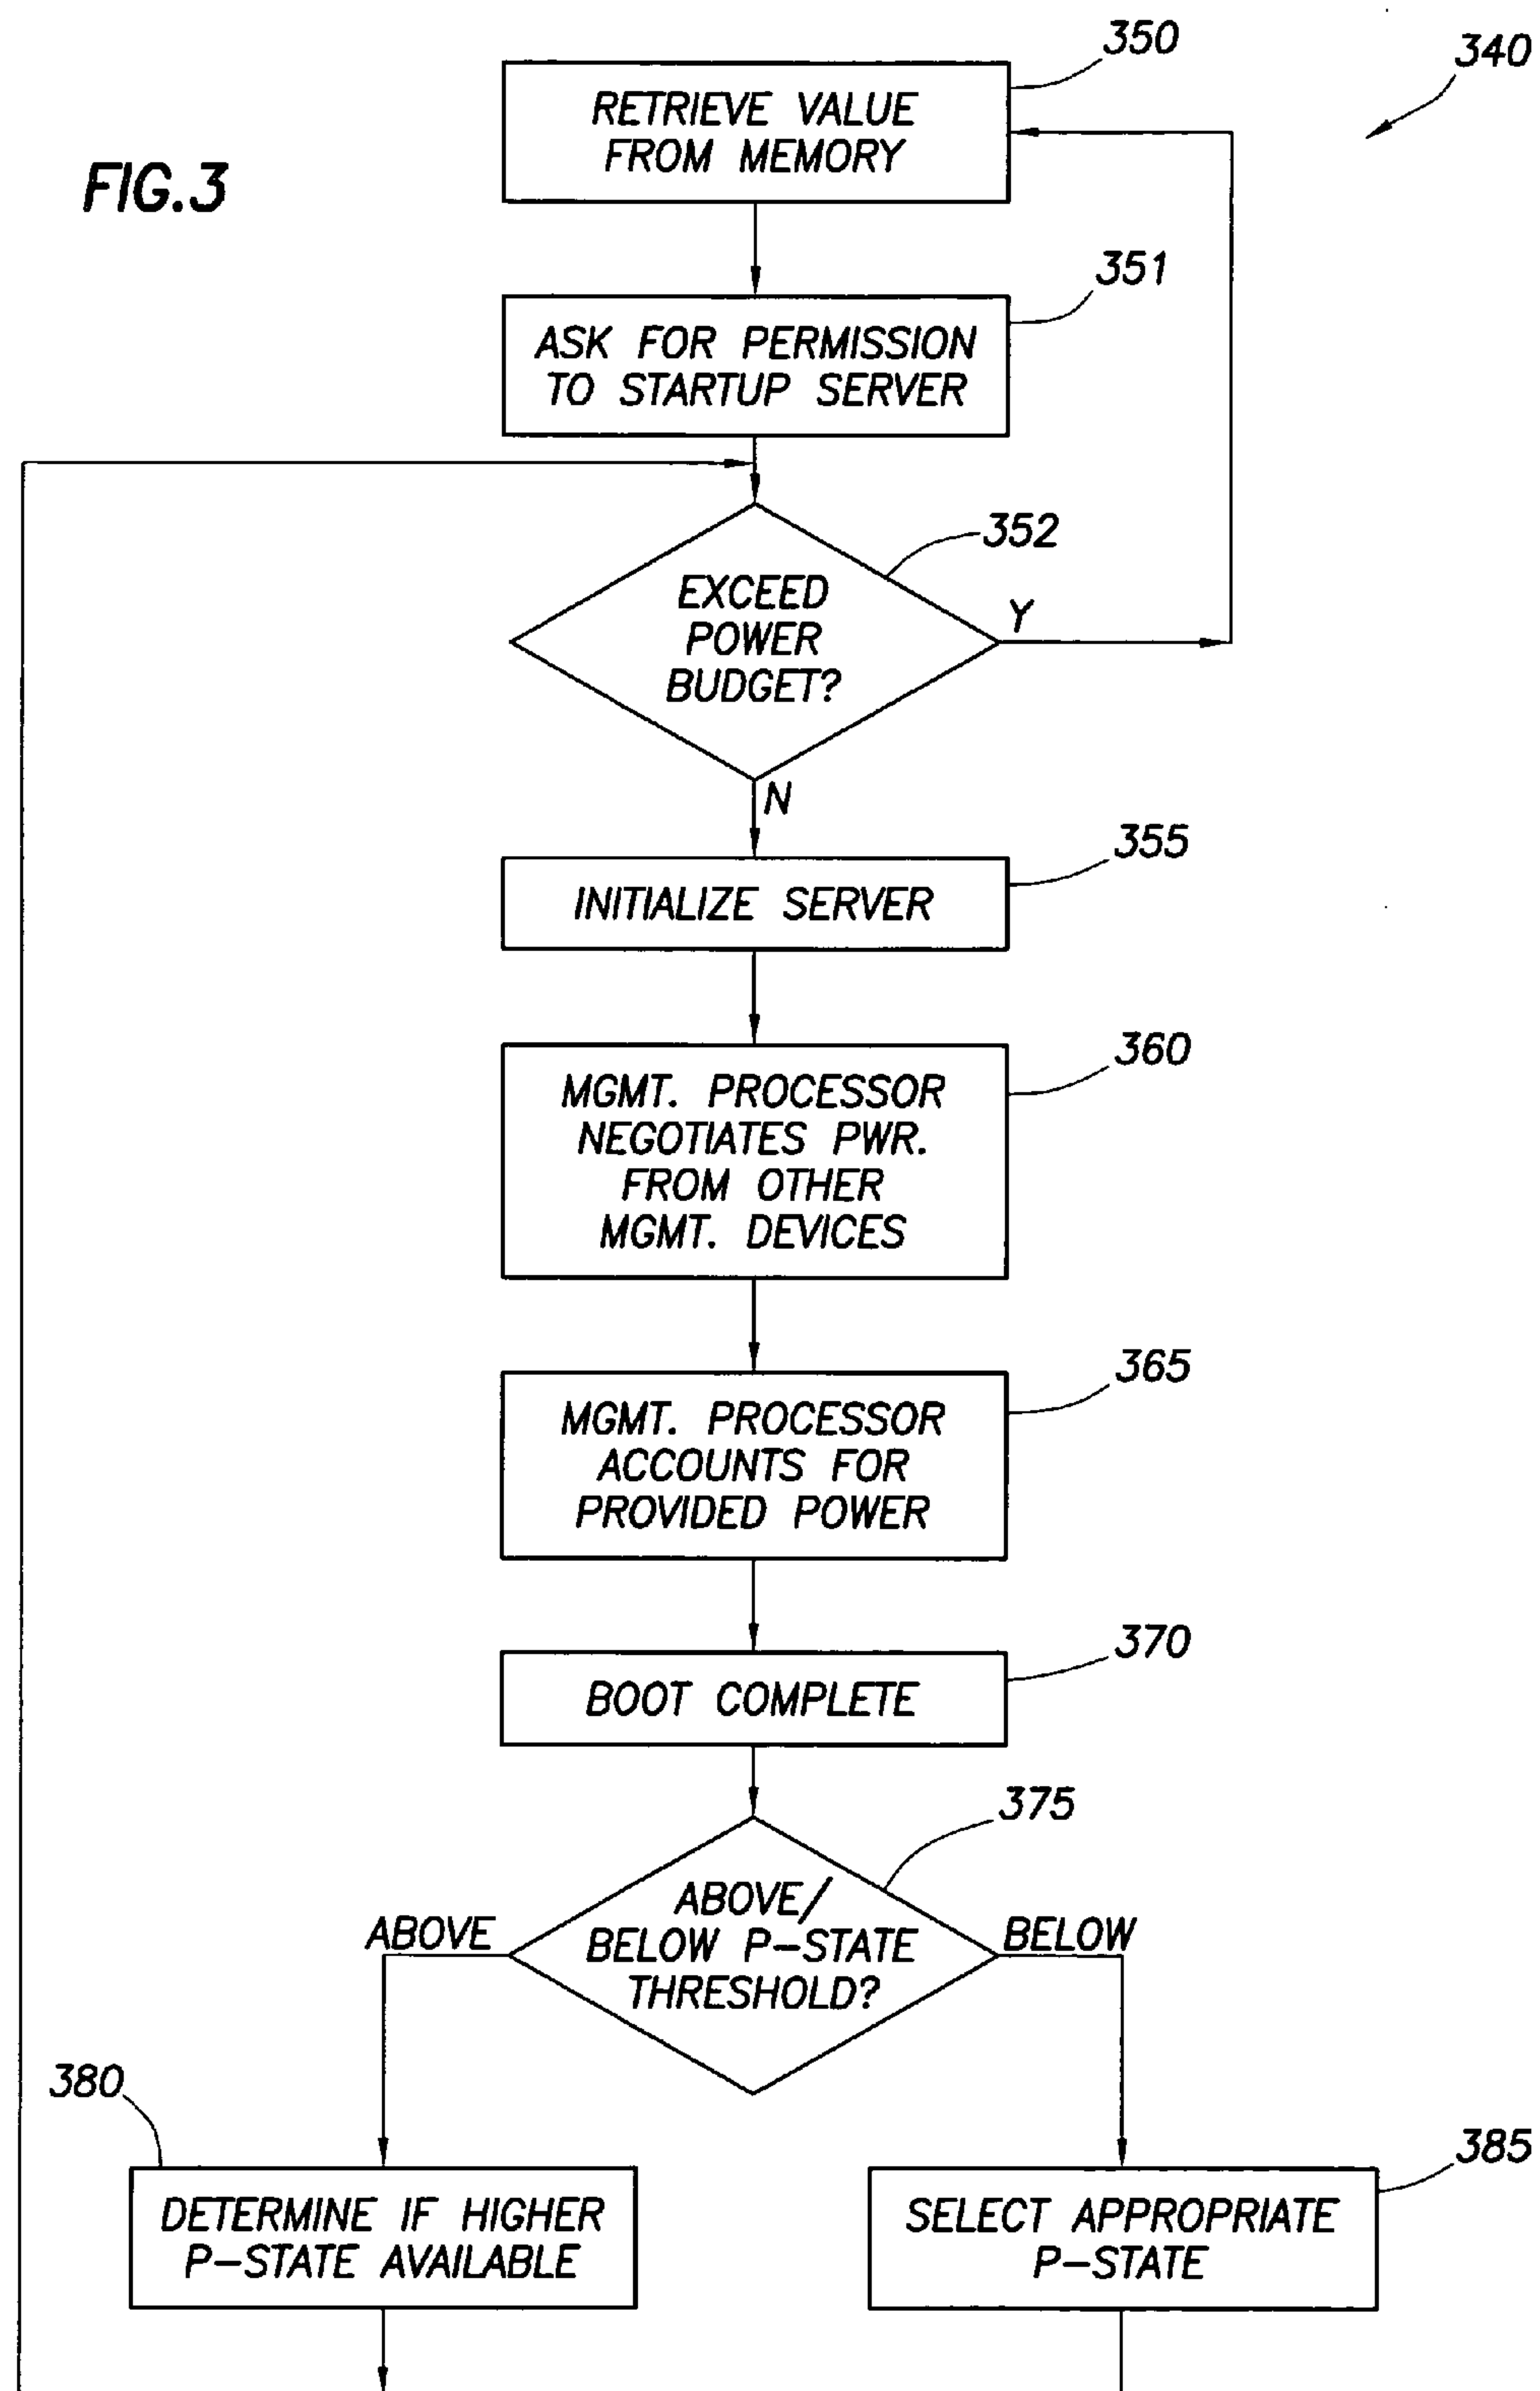 350
340
RETRIEVE VALUE
FROM MEMORY
FIG.3
351
ASK FOR PERMISSION
TO STARTUP SERVER
352
EXCEED
POWER
BUDGET?
Y
N
355
INITIALIZE SERVER
360
MGMT. PROCESSOR
NEGOTIATES PWR.
FROM OTHER
MGMT. DEVICES
365
MGMT. PROCESSOR
ACCOUNTS FOR
PROVIDED POWER
370
BOOT COMPLETE
375
ABOVE/
BELOW P-STATE
THRESHOLD?
ABOVE
BELOW
380
385
DETERMINE IF HIGHER
P-STATE AVAILABLE
SELECT APPROPRIATE
P-STATE